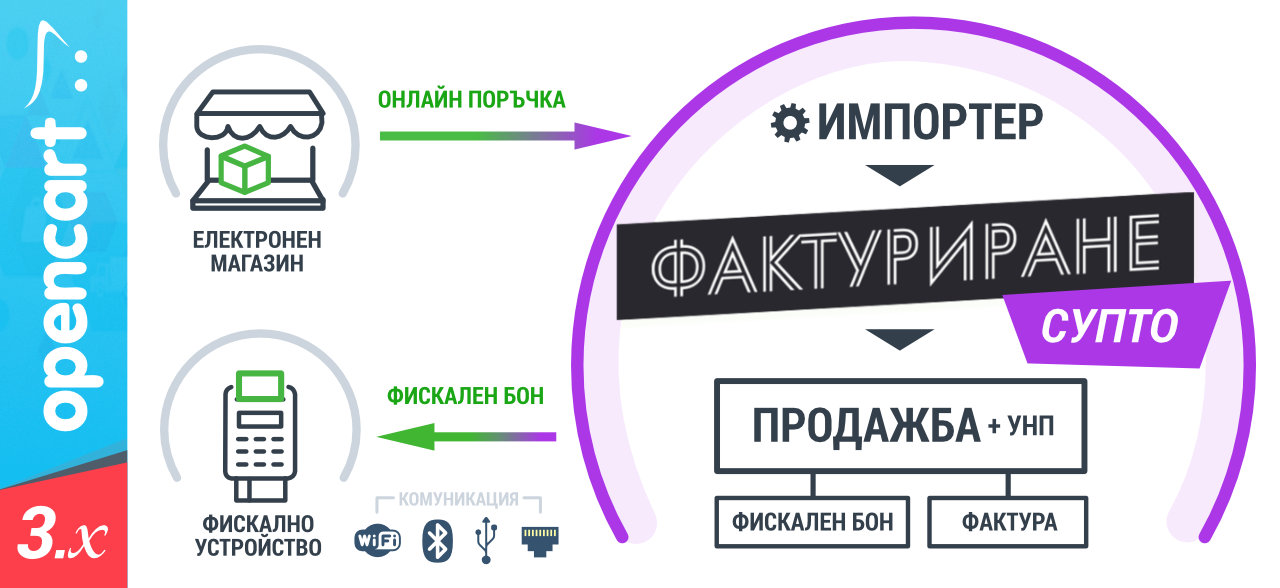 opencart
3.x
ЕЛЕКТРОНЕН
МАГАЗИН
ОНЛАЙН ПОРЪЧКА
ИМПОРТЕР
ФАКТУРИРАНЕ
СУПТО
ПРОДАЖБА + УНП
ФИСКАЛЕН БОН
ФАКТУРА
ФИСКАЛЕН БОН
ФИСКАЛНО
УСТРОЙСТВО
КОМУНИКАЦИЯ
WiFi